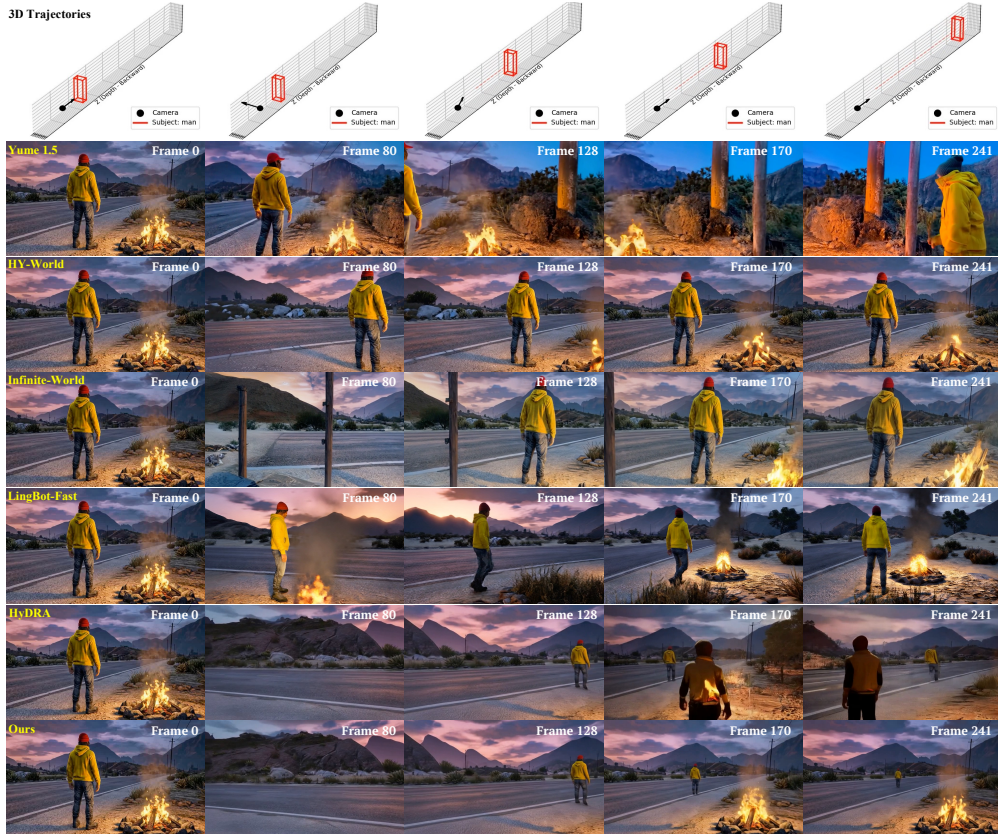 3D Trajectories
Z (Depth - Backward)
Camera
Subject: man
Z (Depth - Backward)
Camera
Subject: man
Z (Depth - Backward)
Camera
Subject: man
Z (Depth - Backward)
Camera
Subject: man
Z (Depth - Backward)
Camera
Subject: man
Yume 1.5 Frame 0 Frame 80 Frame 128 Frame 170 Frame 241
HY-World Frame 0 Frame 80 Frame 128 Frame 170 Frame 241
Infinite-World Frame 0 Frame 80 Frame 128 Frame 170 Frame 241
LingBot-Fast Frame 0 Frame 80 Frame 128 Frame 170 Frame 241
HyDRA Frame 0 Frame 80 Frame 128 Frame 170 Frame 241
Ours Frame 0 Frame 80 Frame 128 Frame 170 Frame 241